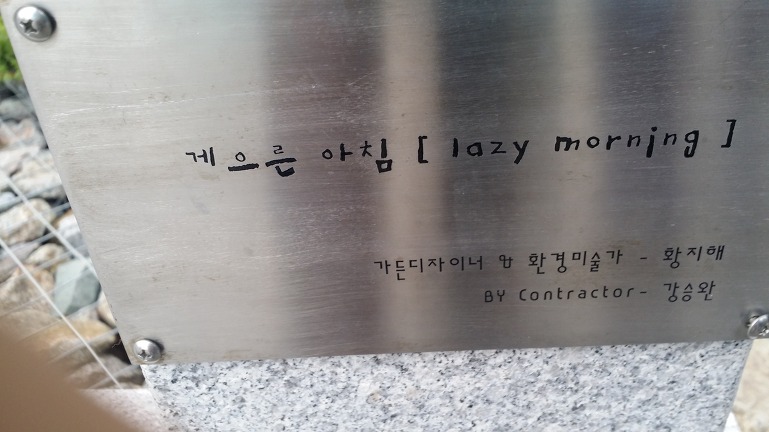 게으른 아침 [ lazy morning ]
가든디자이너 & 환경미술가 - 황지해
BY Contractor- 강승완